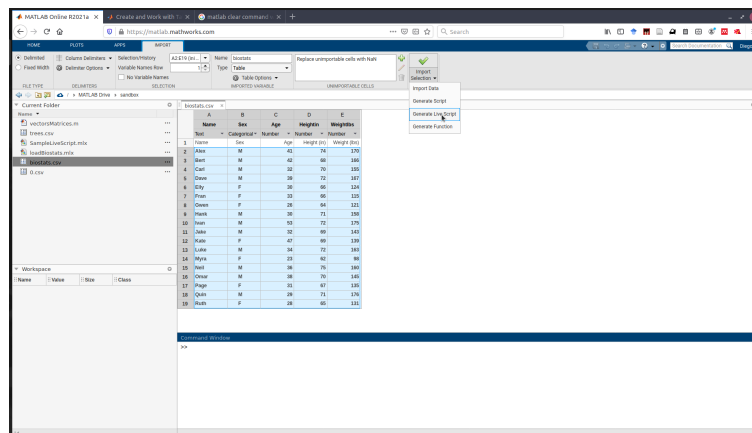 MATLAB Online R2021a
Create and Work with
matlab clear command
https://matlab.mathworks.com
Search
HOME PLOTS APPS IMPORT
Search Documentation
Delimited
Column Delimiters
Selection/History
A2:E19
Name biostats
Replace unimportable cells with NaN
Fixed Width
Delimiter Options
Variable Names Row 1
Type Table
No Variable Names
Table Options
Import
Selection
FILE TYPE DELIMITERS SELECTION IMPORTED VARIABLE UNIMPORTABLE CELLS
Import Data
Generate Script
Generate Live Script
Generate Function
/ MATLAB Drive sandbox
Current Folder
Name
vectorsMatrices.m
trees.csv
SampleLiveScript.mlx
loadBiostats.mlx
biostats.csv
0.csv
Workspace
Name Value Size Class
biostats.csv
A B C D E
Name Sex Age Heightin Weightlbs
Text Categorical Number Number Number
1 Name Sex Age Height (in) Weight (lbs)
2 Alex M 41 74 170
3 Bert M 42 68 166
4 Carl M 32 70 155
5 Dave M 39 72 167
6 Elly F 30 66 124
7 Fran F 33 66 115
8 Gwen F 26 64 121
9 Hank M 30 71 158
10 Ivan M 53 72 175
11 Jake M 32 69 143
12 Kate F 47 69 139
13 Luke M 34 72 163
14 Myra F 23 62 98
15 Neil M 36 75 160
16 Omar M 38 70 145
17 Page F 31 67 135
18 Quin M 29 71 176
19 Ruth F 28 65 131
Command Window
>>